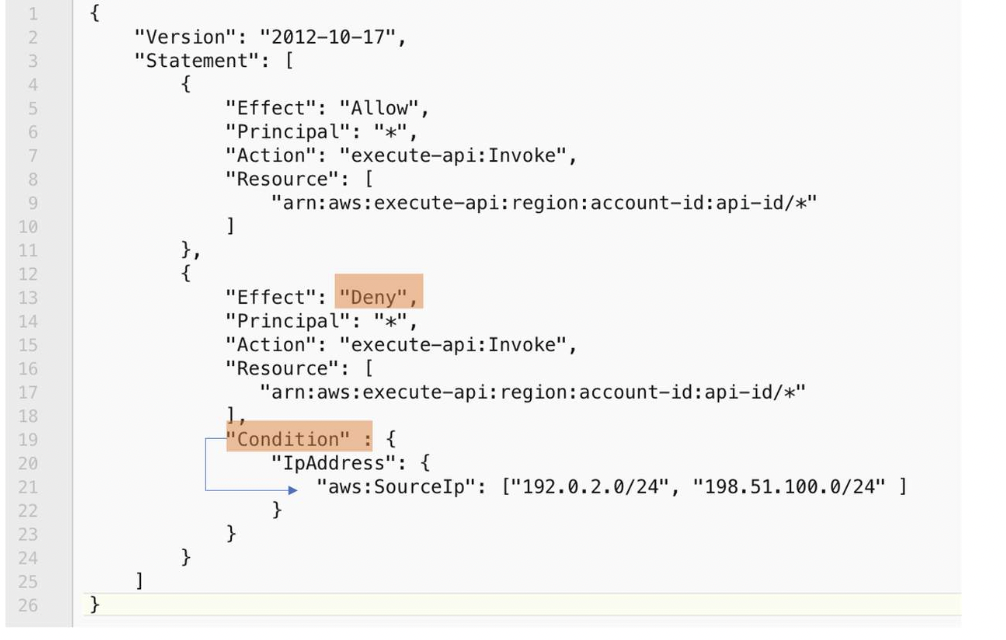 1 {
2 "Version": "2012-10-17",
3 "Statement": [
4 {
5 "Effect": "Allow",
6 "Principal": "*",
7 "Action": "execute-api:Invoke",
8 "Resource": [
9 "arn:aws:execute-api:region:account-id:api-id/*"
10 ]
11 },
12 {
13 "Effect": "Deny",
14 "Principal": "*",
15 "Action": "execute-api:Invoke",
16 "Resource": [
17 "arn:aws:execute-api:region:account-id:api-id/*"
18 ],
19 "Condition" : {
20 "IpAddress": {
21 "aws:SourceIp": ["192.0.2.0/24", "198.51.100.0/24" ]
22 }
23 }
24 }
25 ]
26 }